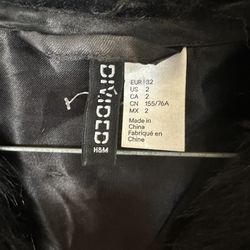 DIVIDED
H&M
EUR 32
US 2
CA 2
CN 155/76A
MX 2
Made in
China
Fabriqué en
Chine